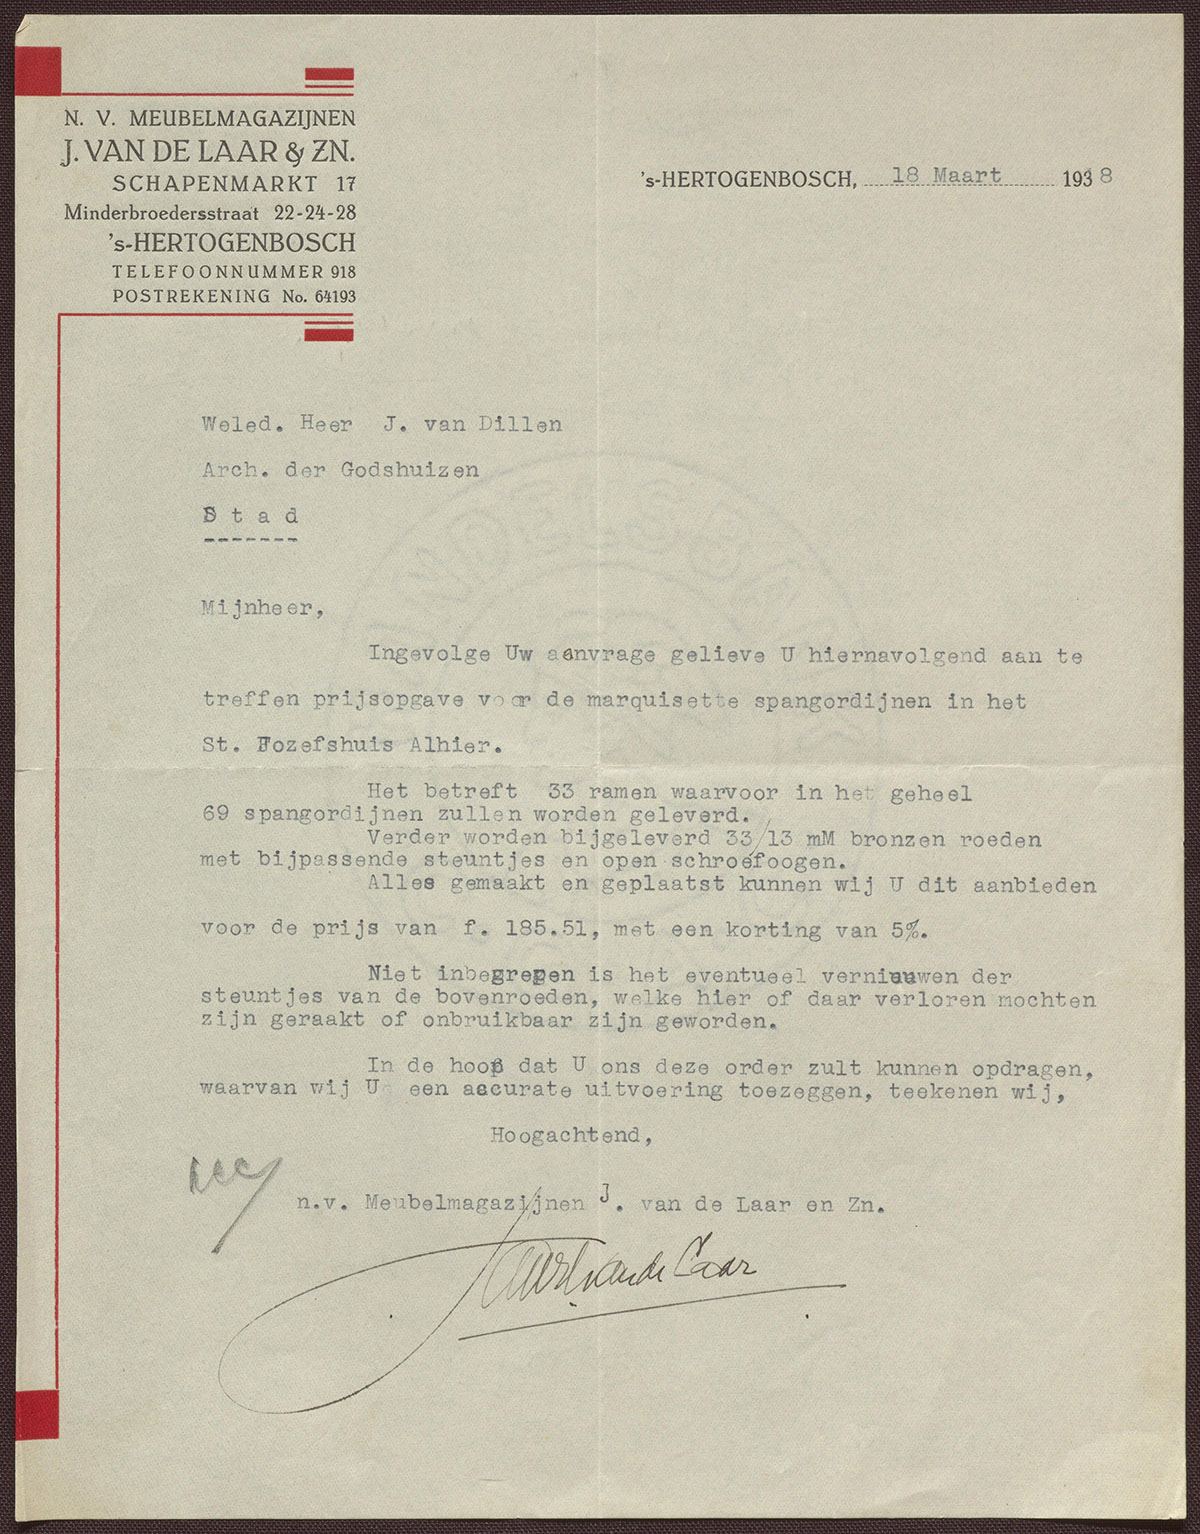 N. V. MEUBELMAGAZIJNEN
J. VAN DE LAAR & ZN.
SCHAPENMARKT 17
Minderbroedersstraat 22-24-28
's-HERTOGENBOSCH
TELEFOONNUMMER 918
POSTREKENING No. 64193
's-HERTOGENBOSCH, 18 Maart 1938
Weled. Heer J. van Dillen
Arch. der Godshuizen
Stad
-------
Mijnheer,
Ingevolge Uw aanvrage gelieve U hiernavolgend aan te
treffen prijsopgave voor de marquisette spangordijnen in het
St. Jozefshuis Alhier.
Het betreft 33 ramen waarvoor in het geheel
69 spangordijnen zullen worden geleverd.
Verder worden bijgeleverd 33/13 mM bronzen roeden
met bijpassende steuntjes en open schroefoogen.
Alles gemaakt en geplaatst kunnen wij U dit aanbieden
voor de prijs van f. 185.51, met een korting van 5%.
Niet inbegrepen is het eventueel vernieuwen der
steuntjes van de bovenroeden, welke hier of daar verloren mochten
zijn geraakt of onbruikbaar zijn geworden.
In de hoop dat U ons deze order zult kunnen opdragen,
waarvan wij U een accurate uitvoering toezeggen, teekenen wij,
Hoogachtend,
n.v. Meubelmagazijnen J. van de Laar en Zn.
van de Laar